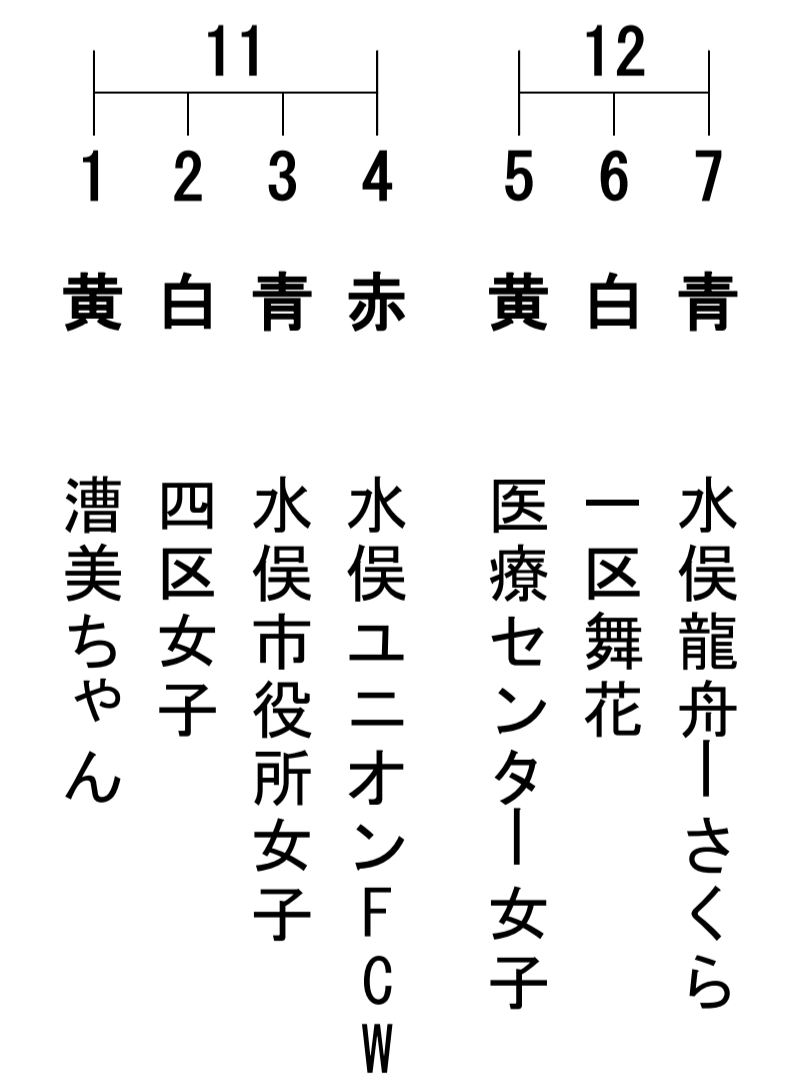 11 12
1 2 3 4 5 6 7
黄 白 青 赤 黄 白 青
漕美ちゃん
四区女子
水俣市役所女子
水俣ユニオンFCW
医療センター女子
一区舞花
水俣龍舟ーさくら